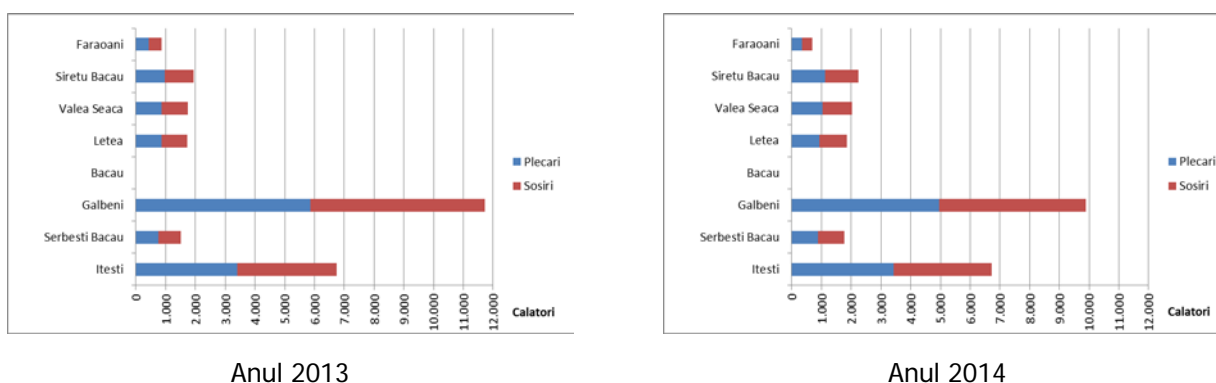 Faraoani
Siretu Bacau
Valea Seaca
Letea
Bacau
Galbeni
Serbesti Bacau
Itesti
Plecari
Sosiri
0
1.000
2.000
3.000
4.000
5.000
6.000
7.000
8.000
9.000
10.000
11.000
12.000
Calatori
Anul 2013
Faraoani
Siretu Bacau
Valea Seaca
Letea
Bacau
Galbeni
Serbesti Bacau
Itesti
Plecari
Sosiri
0
1.000
2.000
3.000
4.000
5.000
6.000
7.000
8.000
9.000
10.000
11.000
12.000
Calatori
Anul 2014